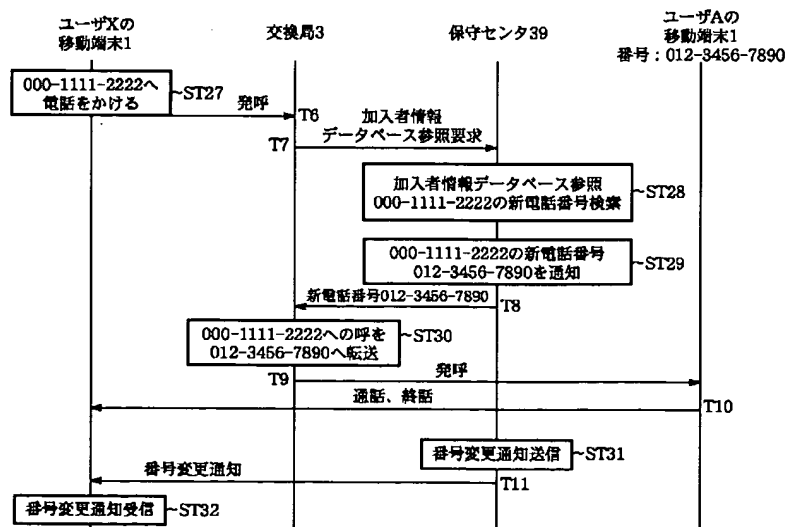 ユーザXの
移動端末1
交換局3
保守センタ39
ユーザAの
移動端末1
番号：012-3456-7890
000-1111-2222へ
電話をかける
~ST27
発呼
T6
加入者情報
データベース参照要求
T7
加入者情報データベース参照
000-1111-2222の新電話番号検索
~ST28
000-1111-2222の新電話番号
012-3456-7890を通知
~ST29
新電話番号012-3456-7890
T8
000-1111-2222への呼を
012-3456-7890へ転送
~ST30
T9
発呼
通話、終話
T10
番号変更通知送信
~ST31
番号変更通知
T11
番号変更通知受信
~ST32